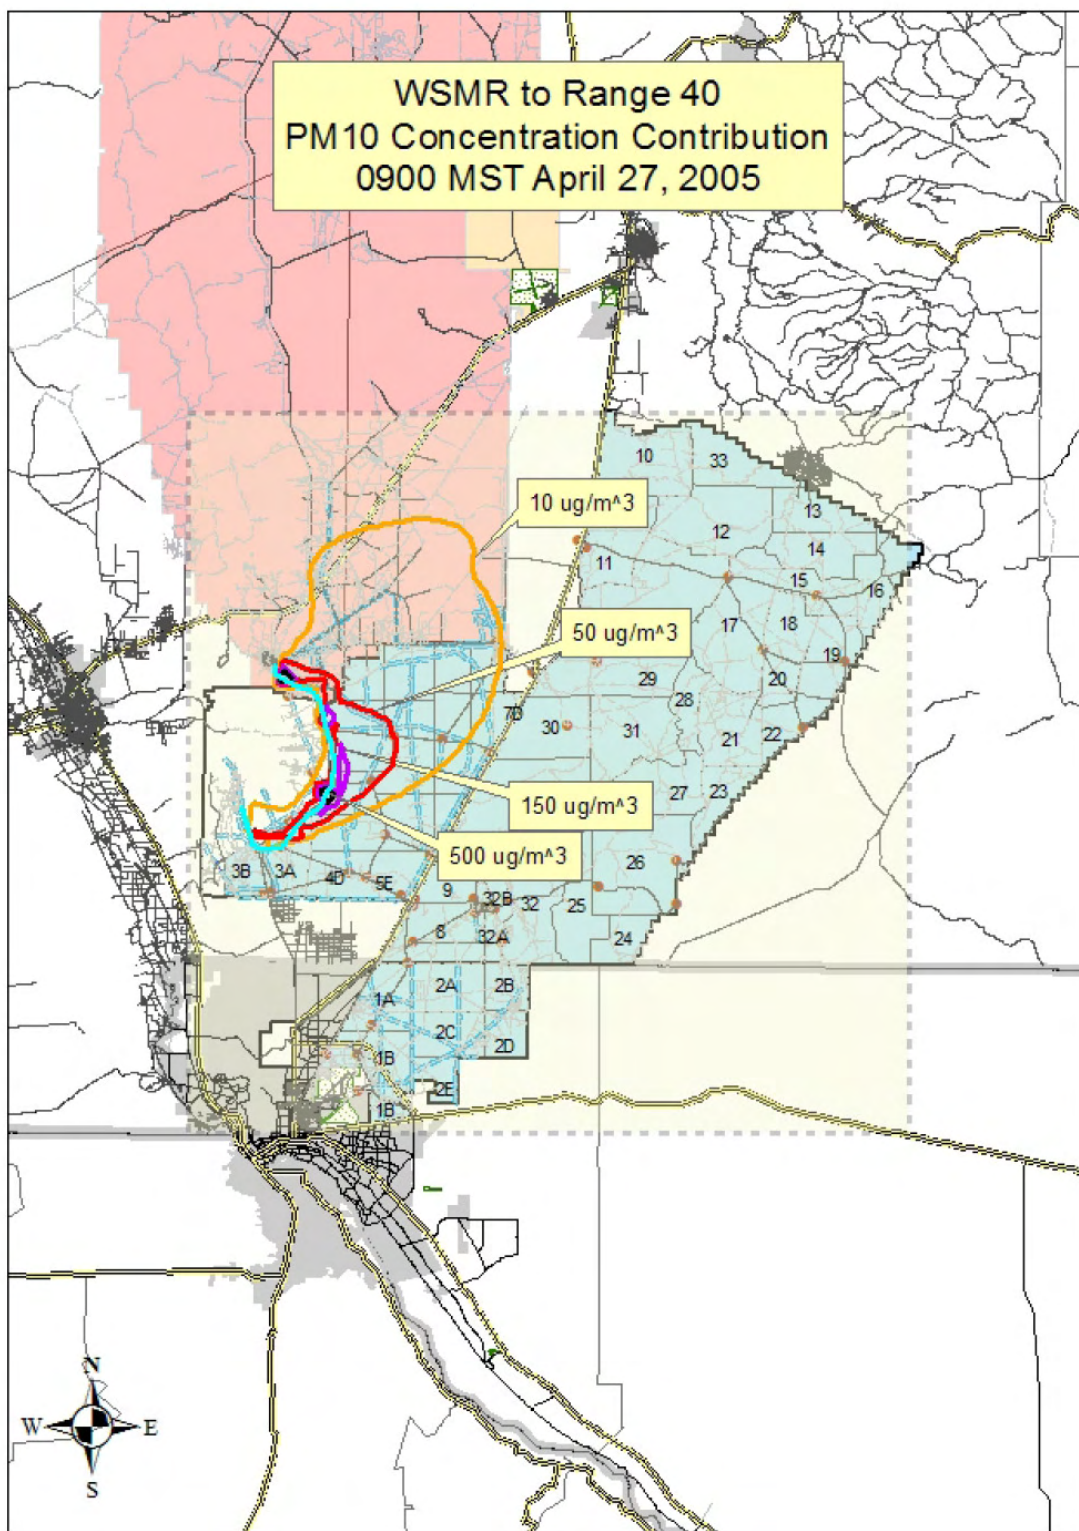 WSMR to Range 40
PM10 Concentration Contribution
0900 MST April 27, 2005
10
33
10 ug/m^3
13
12
14
11
15
16
50 ug/m^3
17
18
19
29
20
28
7D
30
31
21
22
27
23
150 ug/m^3
500 ug/m^3
26
3B
3A
4D
5E
9
32B
32
25
8
32A
24
2A
2B
1A
2C
2D
1B
2E
1B
N
W
E
S